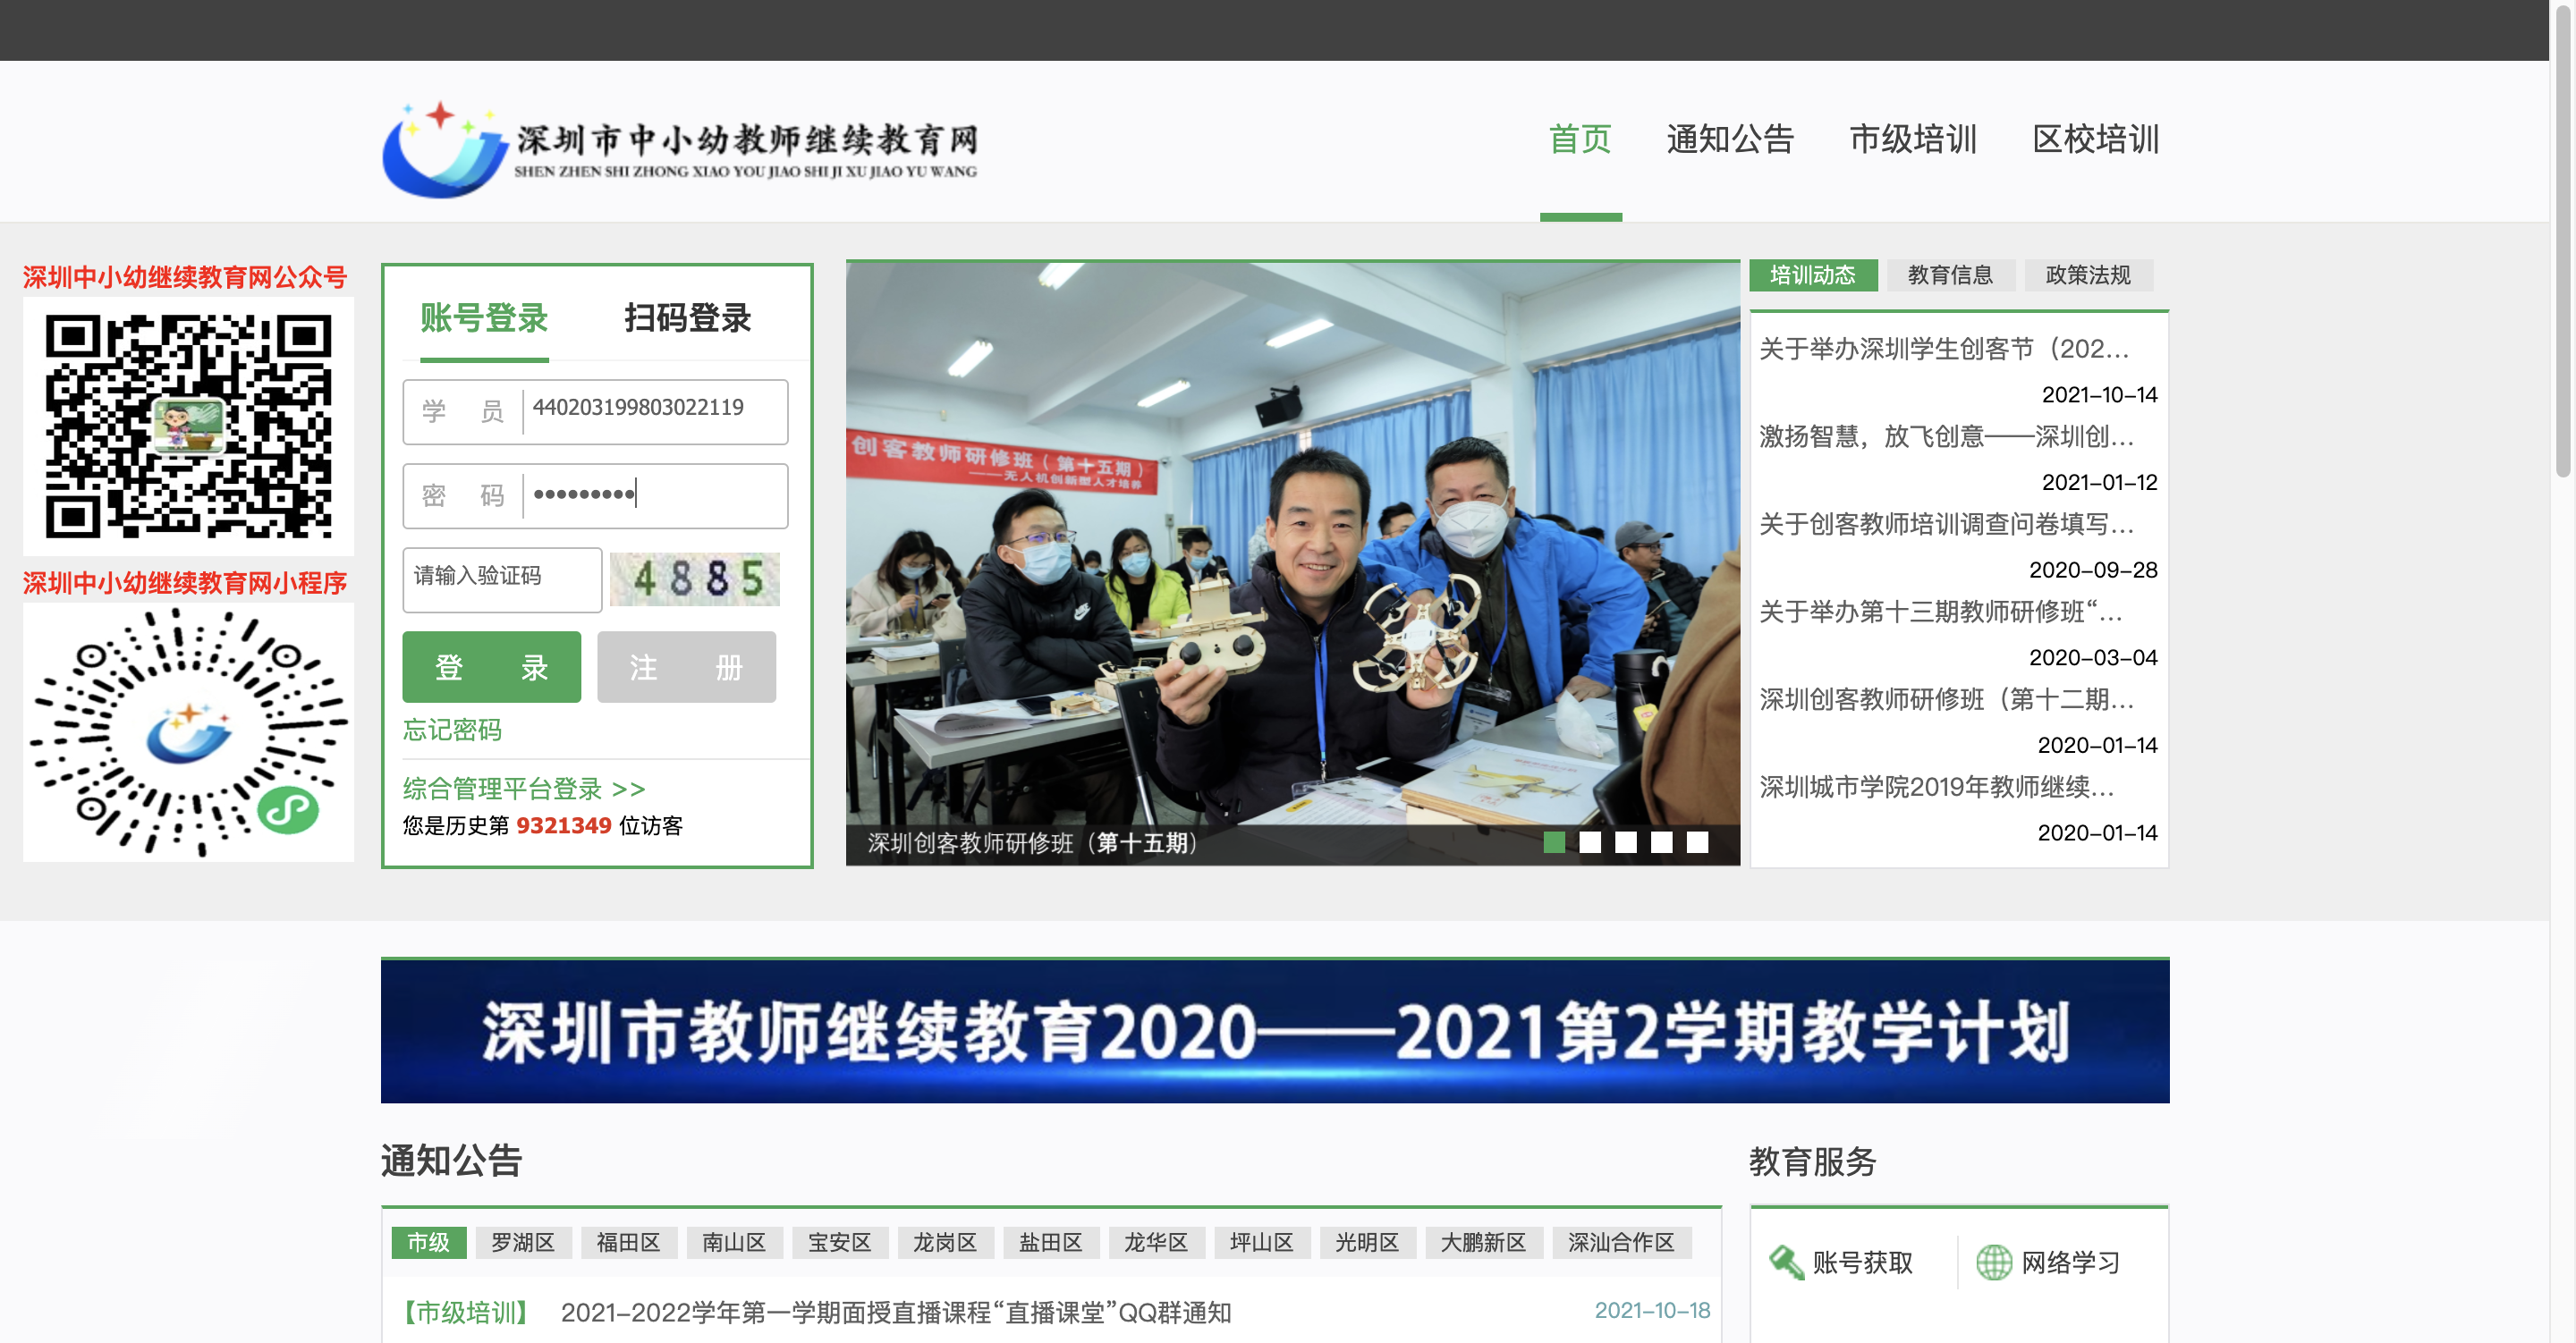 深圳市中小幼教师继续教育网
SHEN ZHEN SHI ZHONG XIAO YOU JIAO SHI JI XU JIAO YU WANG
首页 通知公告 市级培训 区校培训
深圳中小幼继续教育网公众号
深圳中小幼继续教育网小程序
账号登录 扫码登录
学 员 440203199803022119
密 码 •••••••••
请输入验证码 4885
登 录 注 册
忘记密码
综合管理平台登录 >>
您是历史第 9321349 位访客
创客教师研修班（第十五期）
——无人机创新型人才培养
深圳创客教师研修班（第十五期）
培训动态 教育信息 政策法规
关于举办深圳学生创客节（202...
2021-10-14
激扬智慧，放飞创意——深圳创...
2021-01-12
关于创客教师培训调查问卷填写...
2020-09-28
关于举办第十三期教师研修班“...
2020-03-04
深圳创客教师研修班（第十二期...
2020-01-14
深圳城市学院2019年教师继续...
2020-01-14
深圳市教师继续教育2020——2021第2学期教学计划
通知公告
市级 罗湖区 福田区 南山区 宝安区 龙岗区 盐田区 龙华区 坪山区 光明区 大鹏新区 深汕合作区
【市级培训】 2021-2022学年第一学期面授直播课程“直播课堂”QQ群通知 2021-10-18
教育服务
账号获取 网络学习